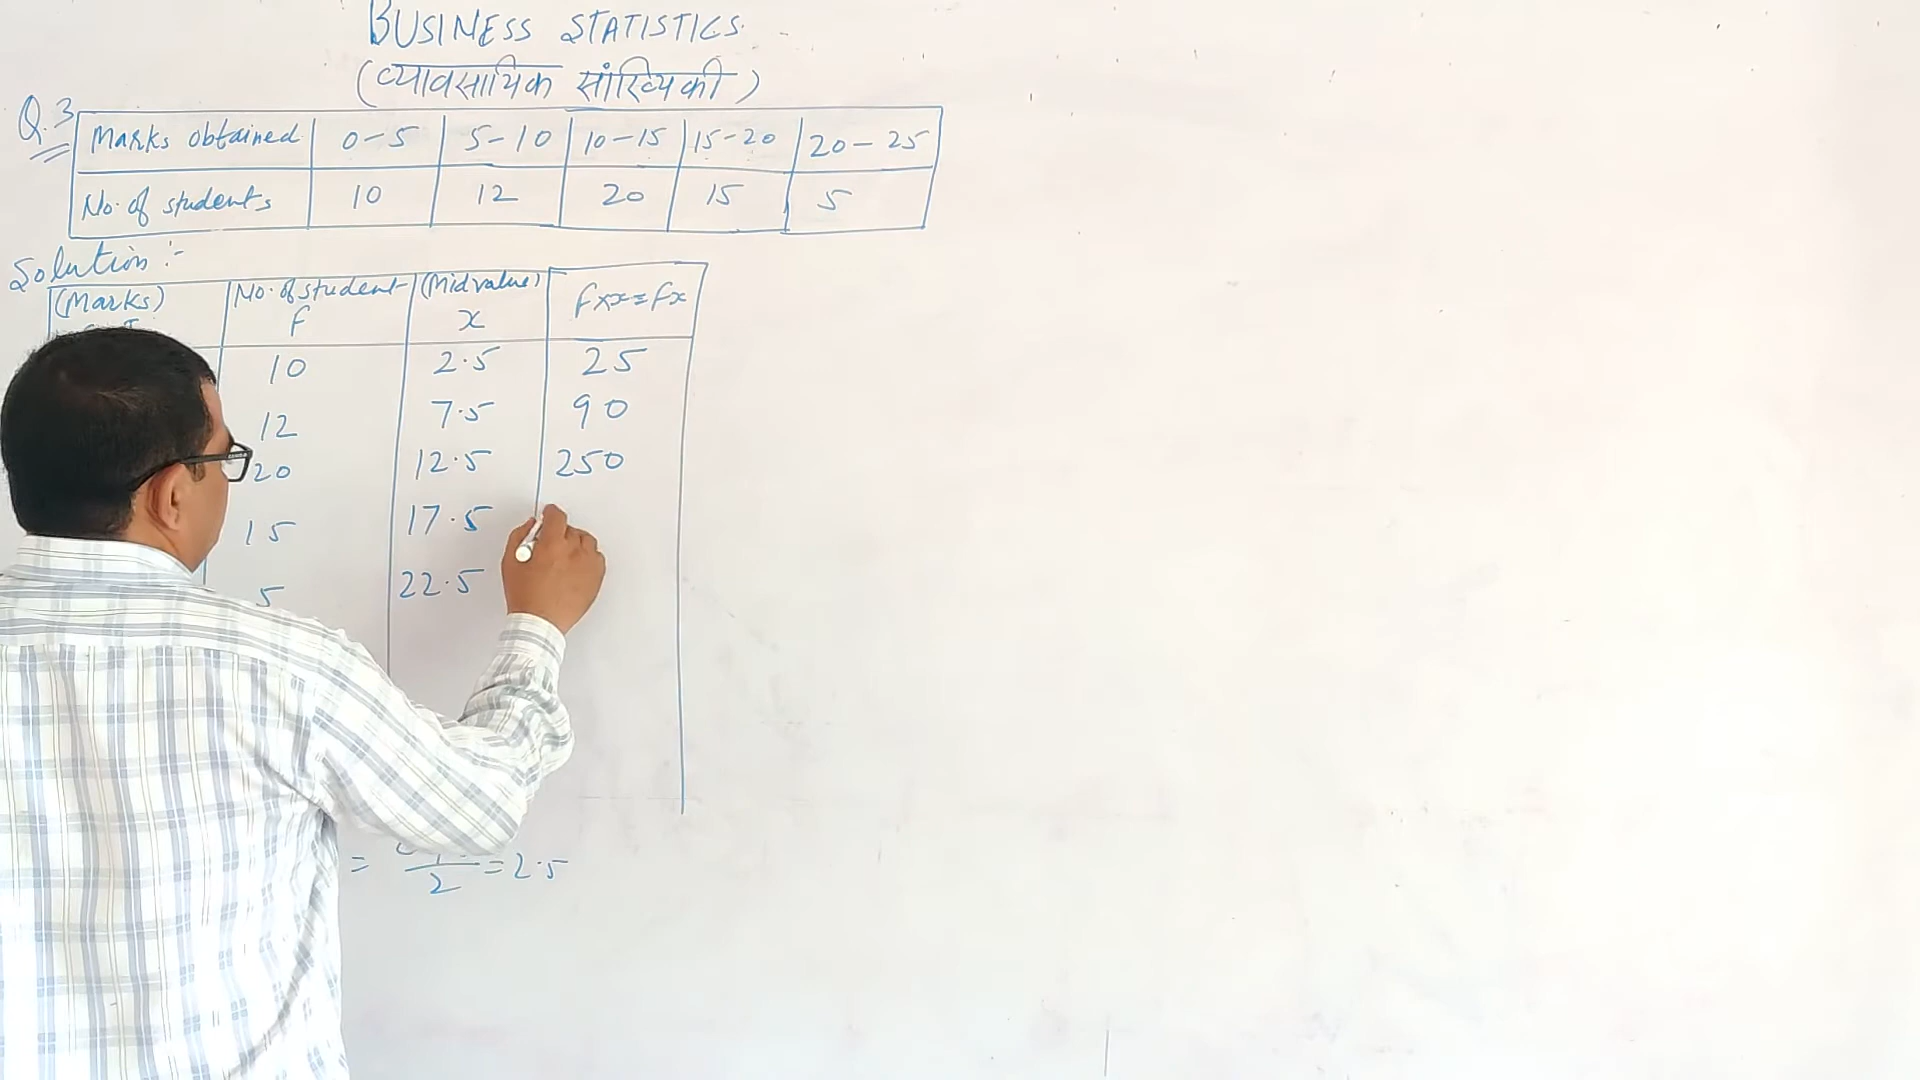 BUSINESS STATISTICS
(व्यावसायिक सांख्यिकी)
Q.3
Marks obtained 0-5 5-10 10-15 15-20 20-25
No. of students 10 12 20 15 5
Solution :-
(Marks) No. of student f (Mid value) x f×x=fx
10 2.5 25
12 7.5 90
20 12.5 250
15 17.5
5 22.5
= 2 = 2.5